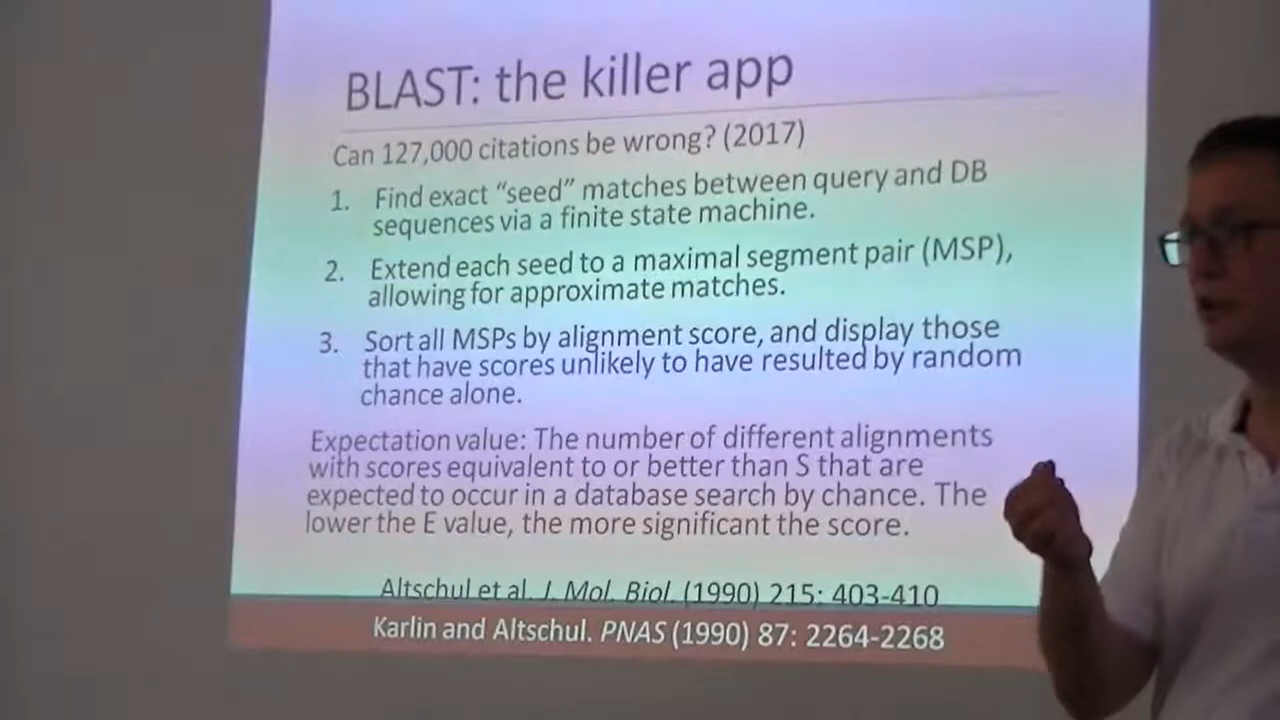 BLAST: the killer app
Can 127,000 citations be wrong? (2017)
1. Find exact “seed” matches between query and DB
sequences via a finite state machine.
2. Extend each seed to a maximal segment pair (MSP),
allowing for approximate matches.
3. Sort all MSPs by alignment score, and display those
that have scores unlikely to have resulted by random
chance alone.
Expectation value: The number of different alignments
with scores equivalent to or better than S that are
expected to occur in a database search by chance. The
lower the E value, the more significant the score.
Altschul et al. J. Mol. Biol. (1990) 215: 403-410
Karlin and Altschul. PNAS (1990) 87: 2264-2268